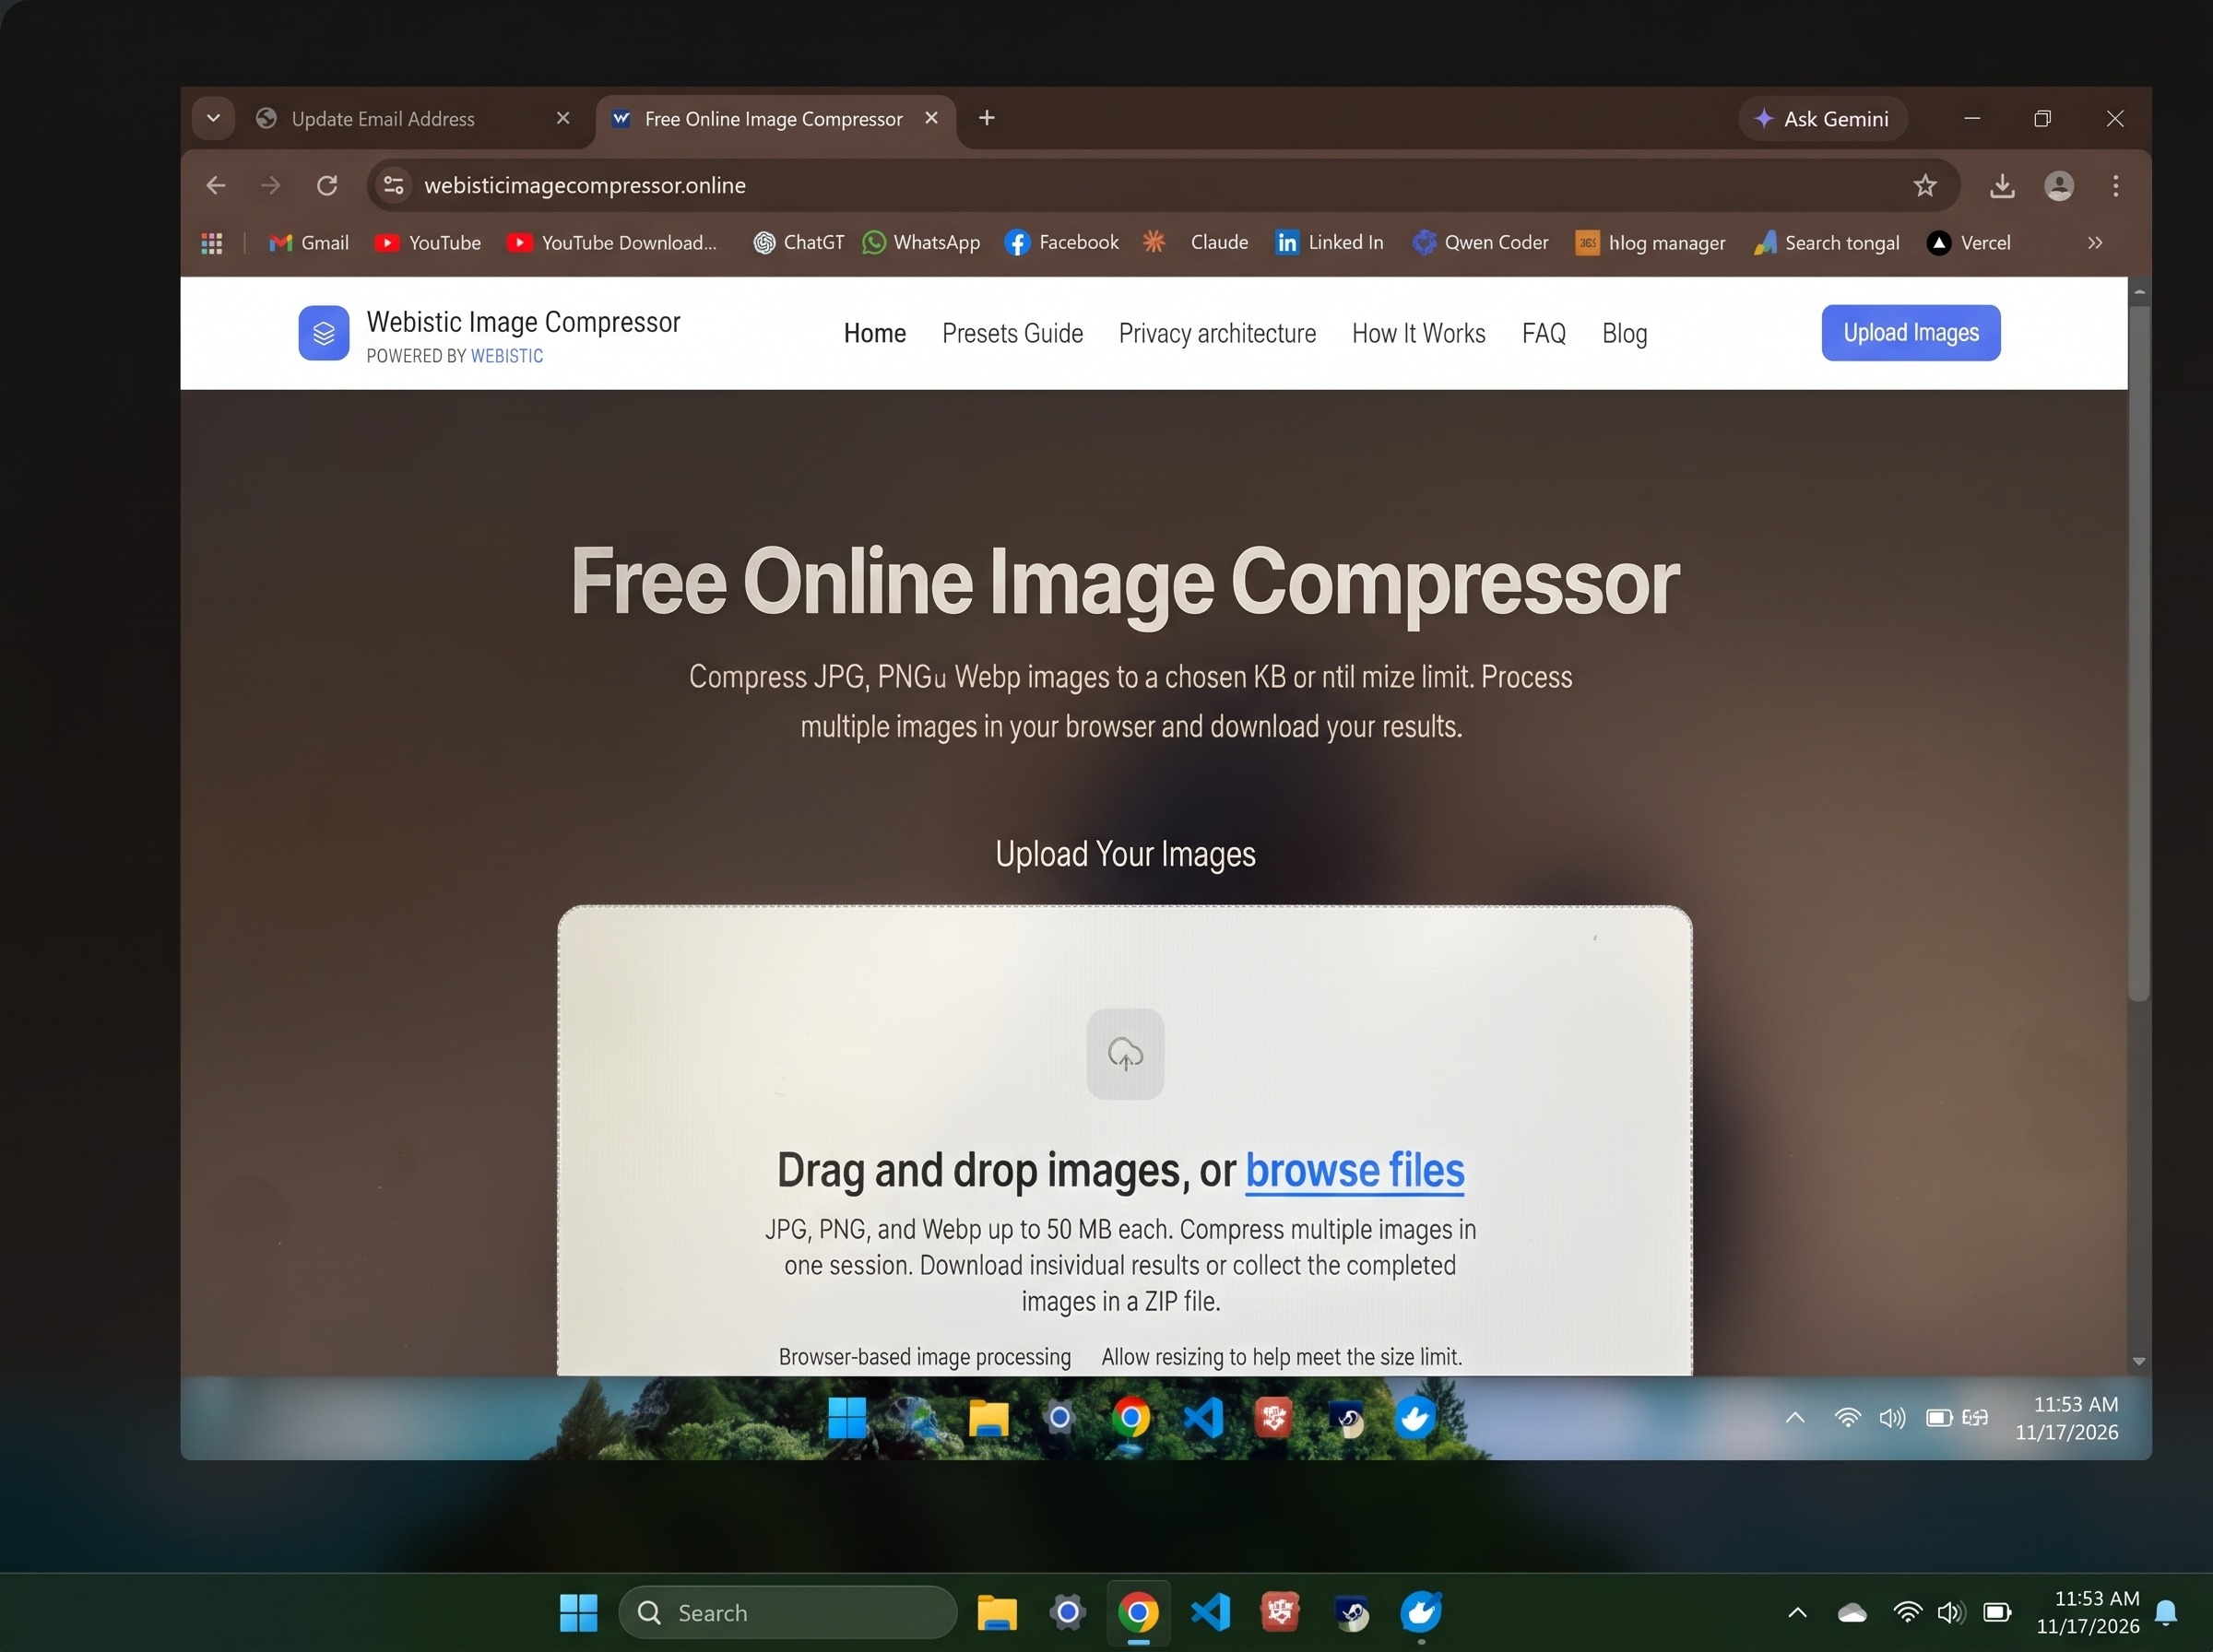 Update Email Address
Free Online Image Compressor
Ask Gemini
webisticimagecompressor.online
Gmail
YouTube
YouTube Download...
ChatGT
WhatsApp
Facebook
Claude
Linked In
Qwen Coder
hlog manager
Search tongal
Vercel
Webistic Image Compressor
POWERED BY WEBISTIC
Home
Presets Guide
Privacy architecture
How It Works
FAQ
Blog
Upload Images
Free Online Image Compressor
Compress JPG, PNGu Webp images to a chosen KB or ntil mize limit. Process
multiple images in your browser and download your results.
Upload Your Images
Drag and drop images, or browse files
JPG, PNG, and Webp up to 50 MB each. Compress multiple images in
one session. Download insividual results or collect the completed
images in a ZIP file.
Browser-based image processing
Allow resizing to help meet the size limit.
11:53 AM
11/17/2026
Search
11:53 AM
11/17/2026